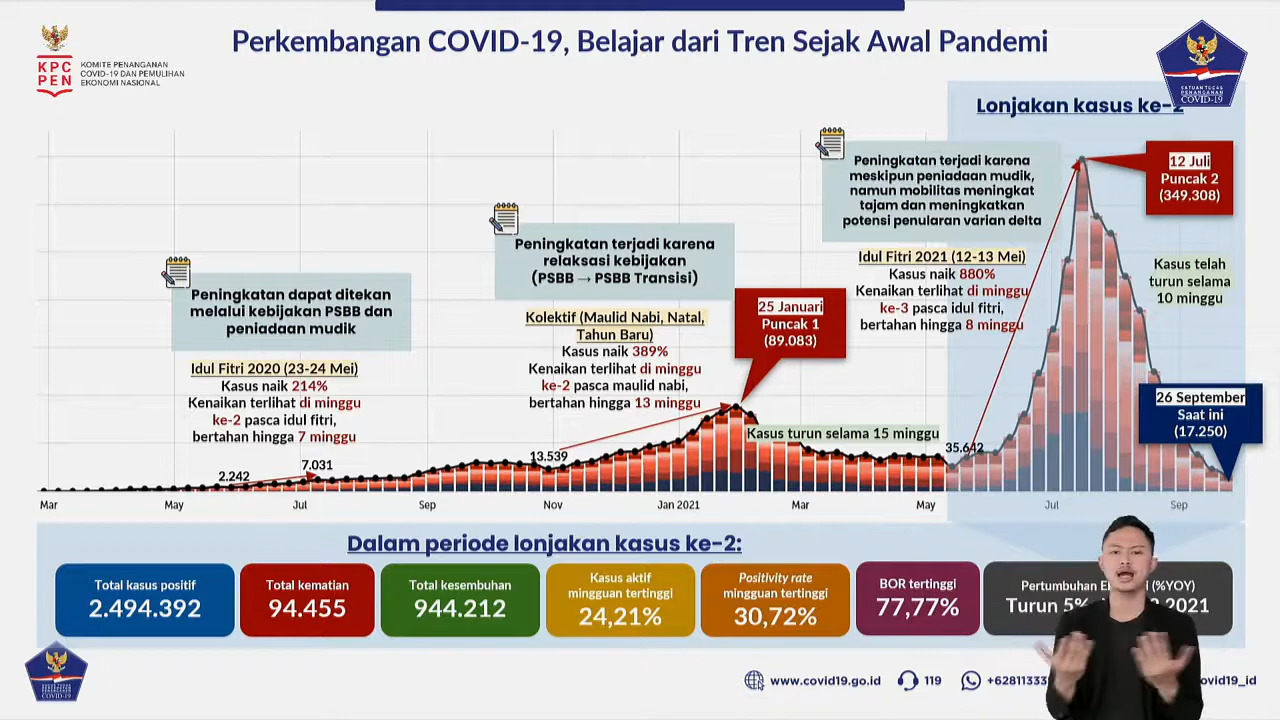 Perkembangan COVID-19, Belajar dari Tren Sejak Awal Pandemi
KPC
PEN
KOMITE PENANGANAN
COVID-19 DAN PEMULIHAN
EKONOMI NASIONAL
SATUAN TUGAS
PENANGANAN
COVID-19
Lonjakan kasus ke-2
Peningkatan terjadi karena
meskipun peniadaan mudik,
namun mobilitas meningkat
tajam dan meningkatkan
potensi penularan varian delta
12 Juli
Puncak 2
(349.308)
Peningkatan terjadi karena
relaksasi kebijakan
(PSBB → PSBB Transisi)
Idul Fitri 2021 (12-13 Mei)
Kasus naik 880%
Kenaikan terlihat di minggu
ke-3 pasca idul fitri,
bertahan hingga 8 minggu
Kasus telah
turun selama
10 minggu
Peningkatan dapat ditekan
melalui kebijakan PSBB dan
peniadaan mudik
Kolektif (Maulid Nabi, Natal,
Tahun Baru)
Kasus naik 389%
Kenaikan terlihat di minggu
ke-2 pasca maulid nabi,
bertahan hingga 13 minggu
25 Januari
Puncak 1
(89.083)
Idul Fitri 2020 (23-24 Mei)
Kasus naik 214%
Kenaikan terlihat di minggu
ke-2 pasca idul fitri,
bertahan hingga 7 minggu
26 September
Saat ini
(17.250)
Kasus turun selama 15 minggu
2.242
7.031
13.539
35.642
Mar
May
Jul
Sep
Nov
Jan 2021
Mar
May
Jul
Sep
Dalam periode lonjakan kasus ke-2:
Total kasus positif
2.494.392
Total kematian
94.455
Total kesembuhan
944.212
Kasus aktif
mingguan tertinggi
24,21%
Positivity rate
mingguan tertinggi
30,72%
BOR tertinggi
77,77%
Pertumbuhan (%YOY)
Turun 5% 2021
COVID-19
www.covid19.go.id
119
+62811333
ovid19_id